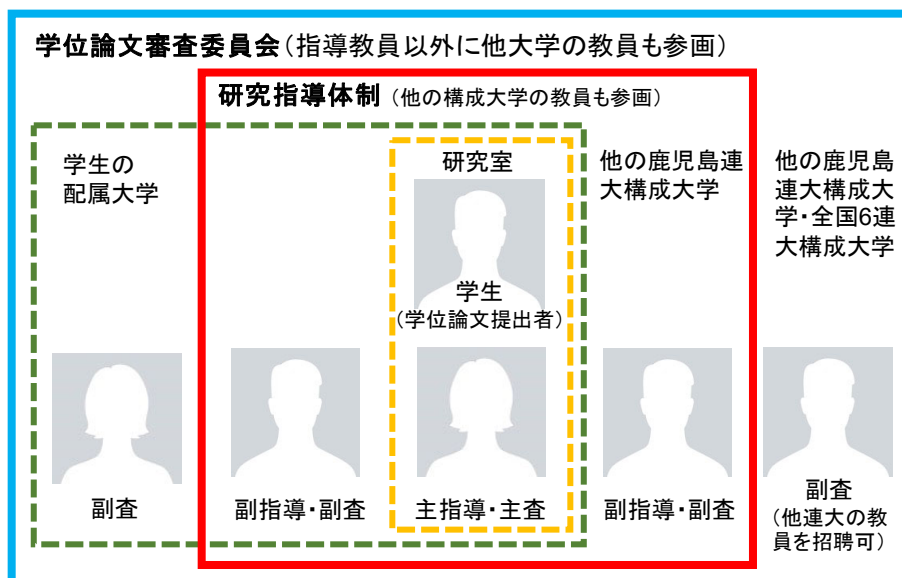 学位論文審査委員会（指導教員以外に他大学の教員も参画）
研究指導体制（他の構成大学の教員も参画）
学生の
配属大学
研究室
学生
（学位論文提出者）
他の鹿児島連
大構成大学
他の鹿児島
連大構成大
学・全国6連
大構成大学
副査
副指導・副査
主指導・主査
副指導・副査
副査
（他連大の教
員を招聘可）